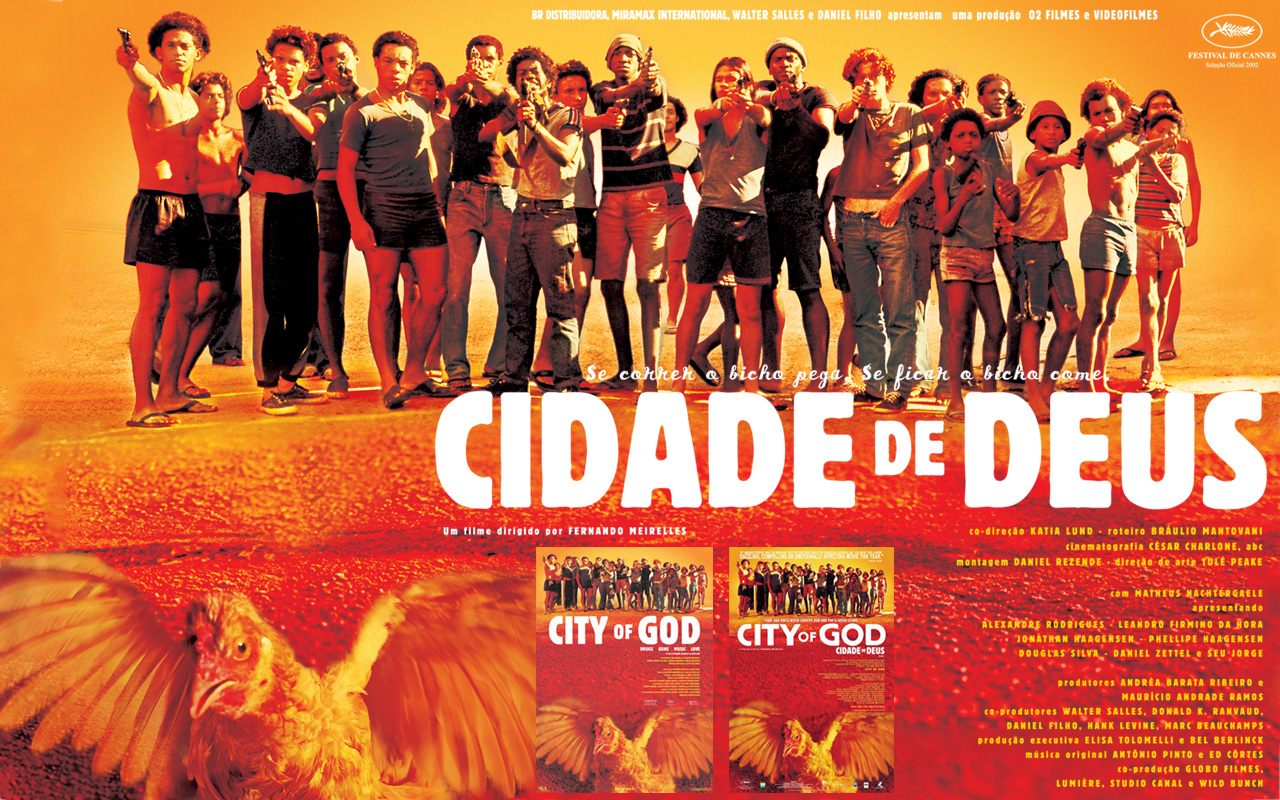 BR DISTRIBUIDORA, MIRAMAX INTERNATIONAL, WALTER SALLES e DANIEL FILHO apresentam uma produção O2 FILMES e VIDEOFILMES
FESTIVAL DE CANNES
Seleção Oficial 2002
Se correr o bicho pega. Se ficar o bicho come.
CIDADE DE DEUS
Um filme dirigido por FERNANDO MEIRELLES
co-direção KATIA LUND - roteiro BRÁULIO MANTOVANI
cinematografia CÉSAR CHARLONE, abc
montagem DANIEL REZENDE - direção de arte TULÉ PEAKE
com MATHEUS NACHTERGAELE
apresentando
ALEXANDRE RODRIGUES - LEANDRO FIRMINO DA HORA
JONATHAN HAAGENSEN - PHELLIPE HAAGENSEN
DOUGLAS SILVA - DANIEL ZETTEL e SEU JORGE
produtores ANDRÉA BARATA RIBEIRO e
MAURÍCIO ANDRADE RAMOS
co-produtores WALTER SALLES, DONALD K. RANVAUD,
DANIEL FILHO, HANK LEVINE, MARC BEAUCHAMPS
produção executiva ELISA TOLOMELLI e BEL BERLINCK
música original ANTÔNIO PINTO e ED CÔRTES
co-produção GLOBO FILMES,
LUMIÈRE, STUDIO CANAL e WILD BUNCH
CITY OF GOD
DRUGS GUNS MUSIC LOVE
CITY OF GOD
CIDADE DE DEUS